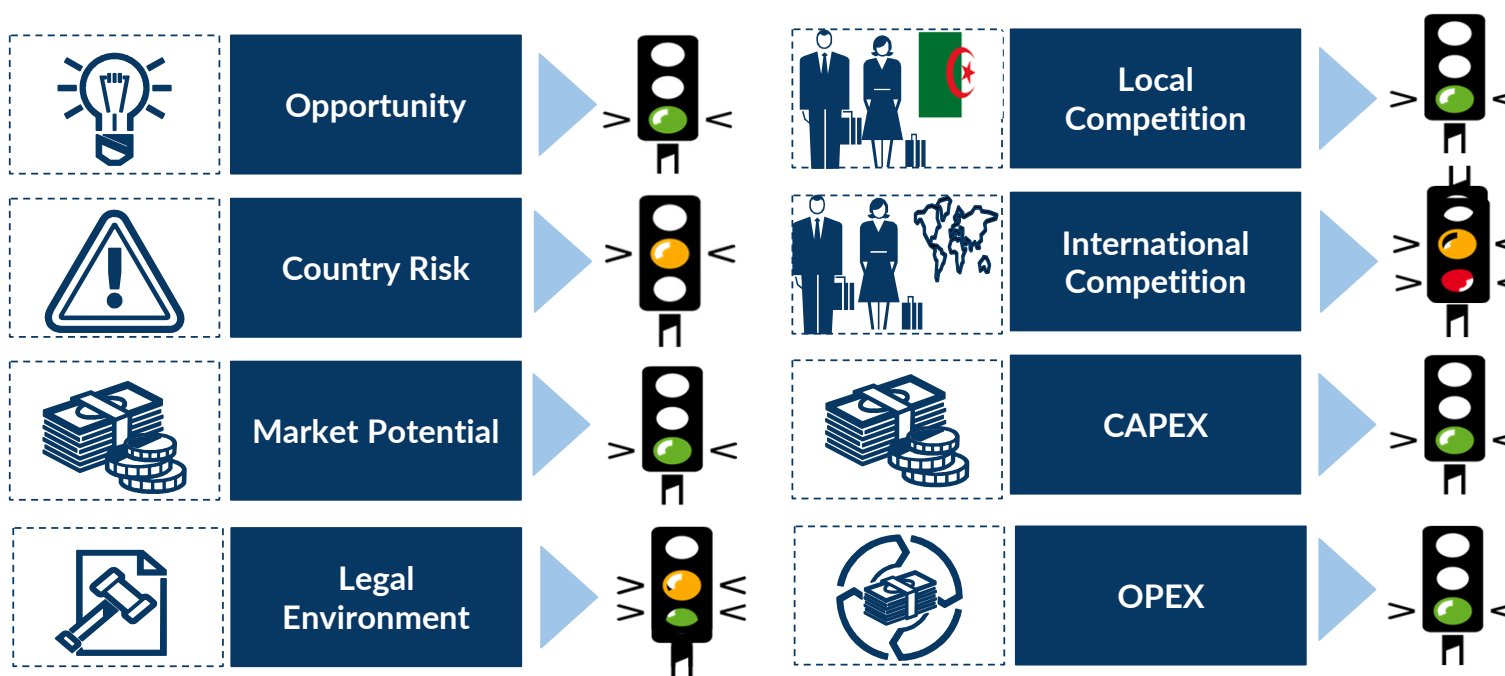 Opportunity
Country Risk
Market Potential
Legal
Environment
Local
Competition
International
Competition
CAPEX
OPEX